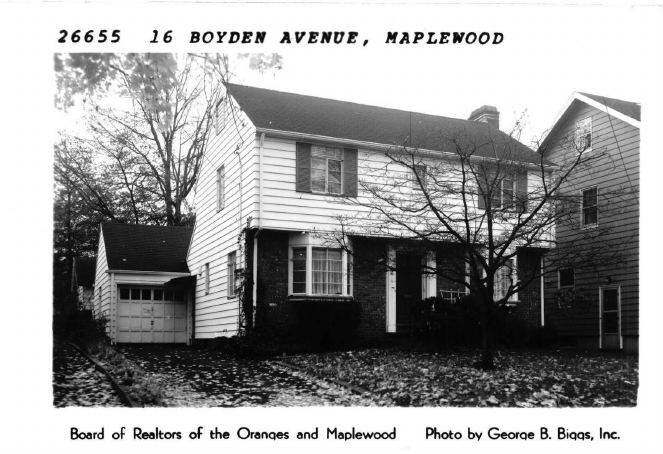 26655 16 BOYDEN AVENUE, MAPLEWOOD
Board of Realtors of the Oranges and Maplewood Photo by George B. Biggs, Inc.